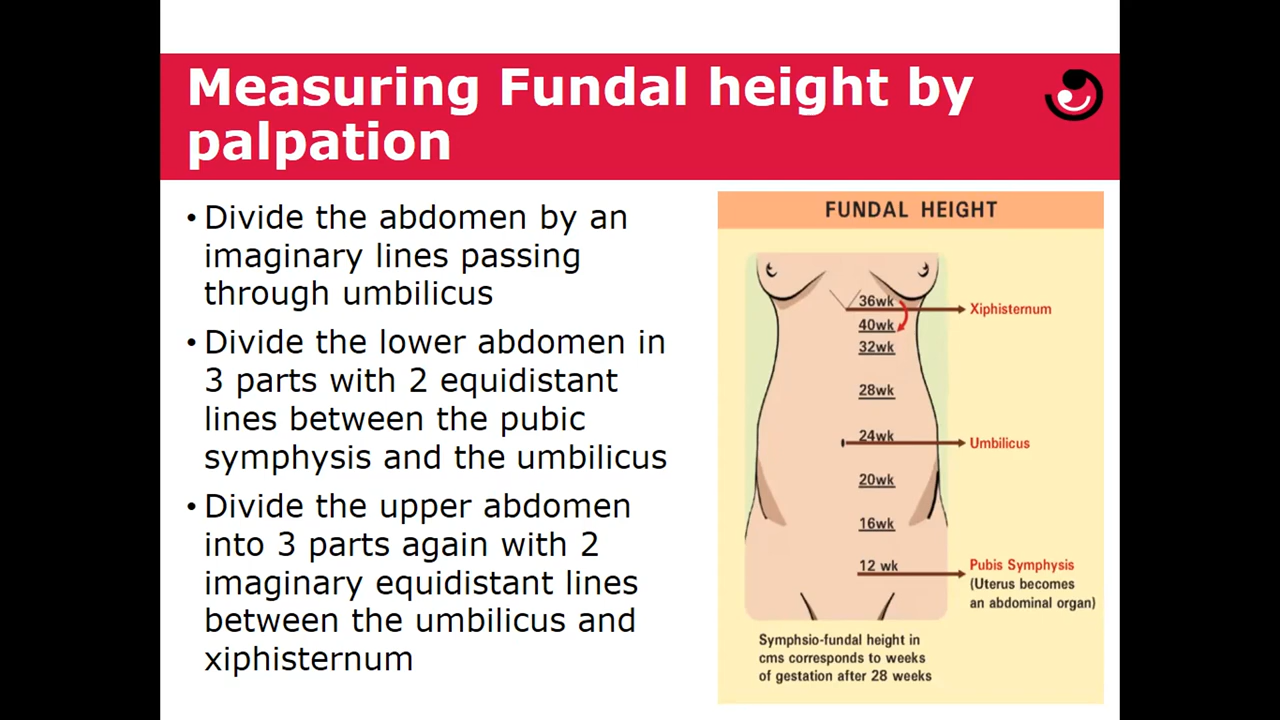 Measuring Fundal height by
palpation
• Divide the abdomen by an
imaginary lines passing
through umbilicus
• Divide the lower abdomen in
3 parts with 2 equidistant
lines between the pubic
symphysis and the umbilicus
• Divide the upper abdomen
into 3 parts again with 2
imaginary equidistant lines
between the umbilicus and
xiphisternum
FUNDAL HEIGHT
36wk
Xiphisternum
40wk
32wk
28wk
24wk
Umbilicus
20wk
16wk
12 wk
Pubis Symphysis
(Uterus becomes
an abdominal organ)
Symphsio-fundal height in
cms corresponds to weeks
of gestation after 28 weeks